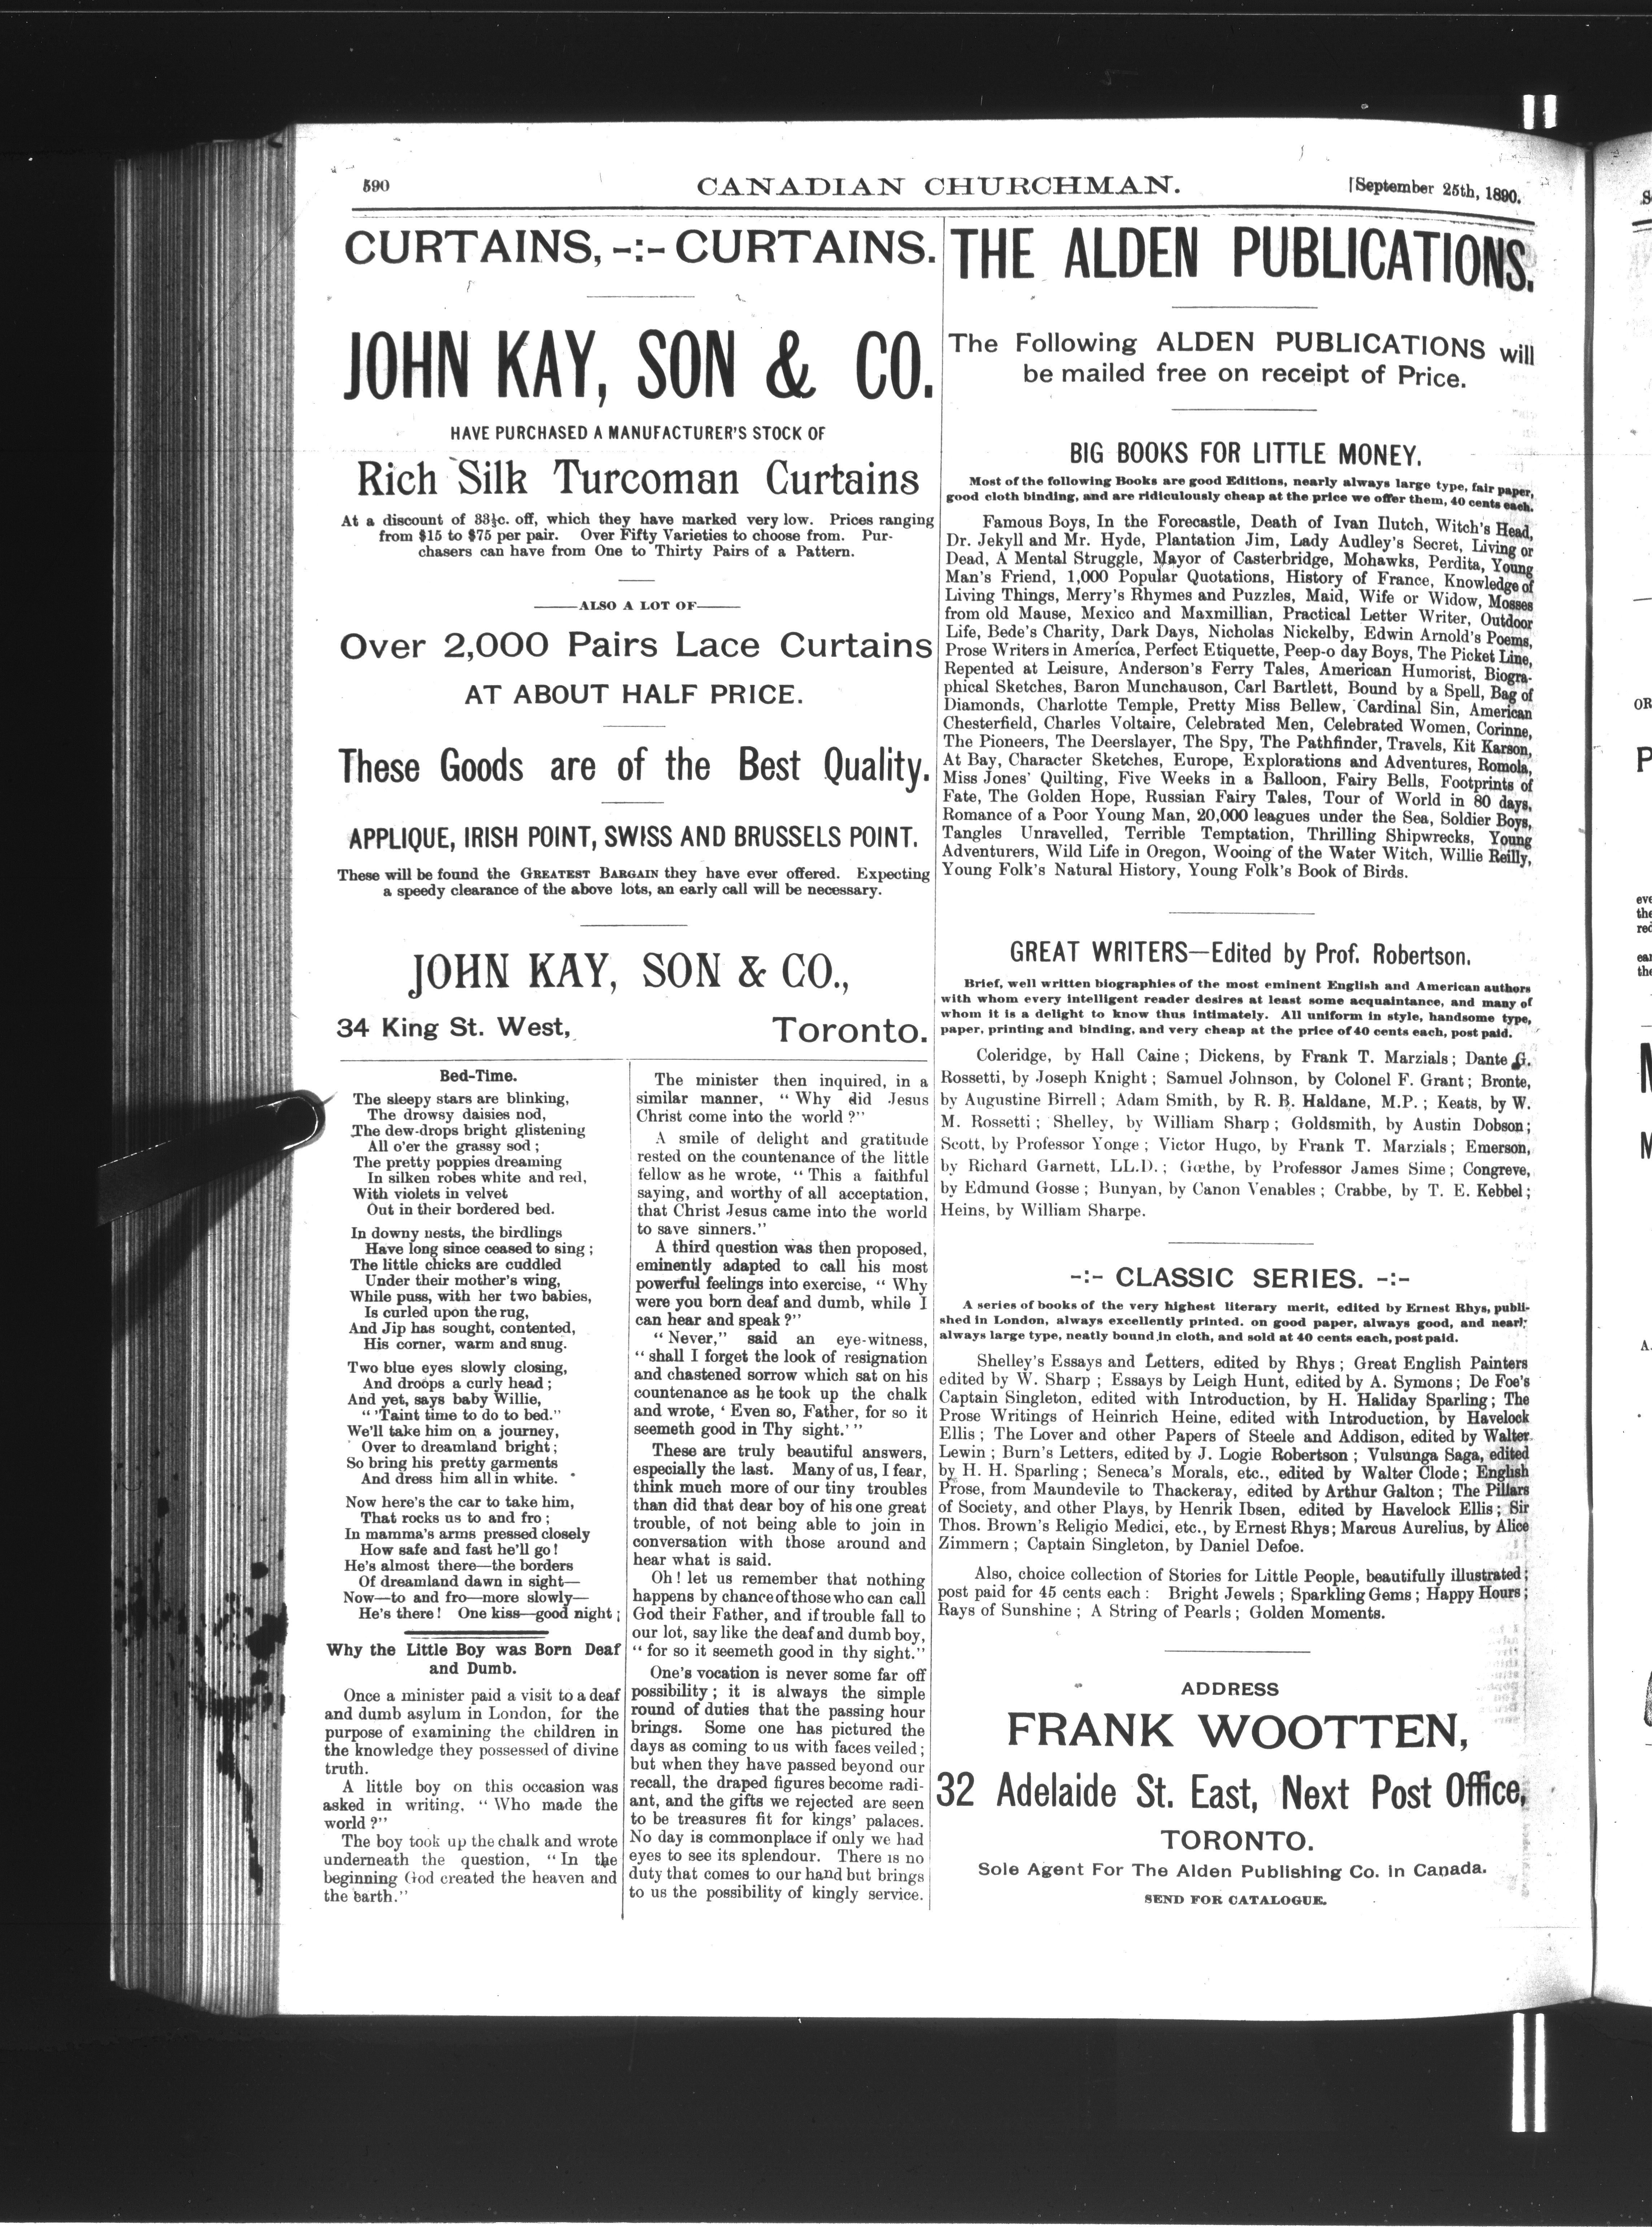 590
CANADIAN CHURCHMAN.
[September 25th, 1890.
CURTAINS, -:- CURTAINS.
JOHN KAY, SON & CO.
HAVE PURCHASED A MANUFACTURER'S STOCK OF
Rich Silk Turcoman Curtains
At a discount of 33⅓c. off, which they have marked very low. Prices ranging
from $15 to $75 per pair. Over Fifty Varieties to choose from. Pur-
chasers can have from One to Thirty Pairs of a Pattern.
ALSO A LOT OF
Over 2,000 Pairs Lace Curtains
AT ABOUT HALF PRICE.
These Goods are of the Best Quality.
APPLIQUE, IRISH POINT, SWISS AND BRUSSELS POINT.
These will be found the GREATEST BARGAIN they have ever offered. Expecting
a speedy clearance of the above lots, an early call will be necessary.
JOHN KAY, SON & CO.,
34 King St. West, Toronto.
Bed-Time.
The sleepy stars are blinking,
The drowsy daisies nod,
The dew-drops bright glistening
All o'er the grassy sod ;
The pretty poppies dreaming
In silken robes white and red,
With violets in velvet
Out in their bordered bed.
In downy nests, the birdlings
Have long since ceased to sing ;
The little chicks are cuddled
Under their mother's wing,
While puss, with her two babies,
Is curled upon the rug,
And Jip has sought, contented,
His corner, warm and snug.
Two blue eyes slowly closing,
And droops a curly head ;
And yet, says baby Willie,
" 'Taint time to do to bed."
We'll take him on a journey,
Over to dreamland bright ;
So bring his pretty garments
And dress him all in white.
Now here's the car to take him,
That rocks us to and fro ;
In mamma's arms pressed closely
How safe and fast he'll go !
He's almost there—the borders
Of dreamland dawn in sight—
Now—to and fro—more slowly—
He's there ! One kiss—good night ;
Why the Little Boy was Born Deaf
and Dumb.
Once a minister paid a visit to a deaf
and dumb asylum in London, for the
purpose of examining the children in
the knowledge they possessed of divine
truth.
A little boy on this occasion was
asked in writing, " Who made the
world ?"
The boy took up the chalk and wrote
underneath the question, " In the
beginning God created the heaven and
the earth."
The minister then inquired, in a
similar manner, " Why did Jesus
Christ come into the world ?"
A smile of delight and gratitude
rested on the countenance of the little
fellow as he wrote, " This a faithful
saying, and worthy of all acceptation,
that Christ Jesus came into the world
to save sinners."
A third question was then proposed,
eminently adapted to call his most
powerful feelings into exercise, " Why
were you born deaf and dumb, while I
can hear and speak ?"
" Never," said an eye-witness,
" shall I forget the look of resignation
and chastened sorrow which sat on his
countenance as he took up the chalk
and wrote, ' Even so, Father, for so it
seemeth good in Thy sight.' "
These are truly beautiful answers,
especially the last. Many of us, I fear,
think much more of our tiny troubles
than did that dear boy of his one great
trouble, of not being able to join in
conversation with those around and
hear what is said.
Oh ! let us remember that nothing
happens by chance of those who can call
God their Father, and if trouble fall to
our lot, say like the deaf and dumb boy,
" for so it seemeth good in thy sight."
One's vocation is never some far off
possibility ; it is always the simple
round of duties that the passing hour
brings. Some one has pictured the
days as coming to us with faces veiled ;
but when they have passed beyond our
recall, the draped figures become radi-
ant, and the gifts we rejected are seen
to be treasures fit for kings' palaces.
No day is commonplace if only we had
eyes to see its splendour. There is no
duty that comes to our hand but brings
to us the possibility of kingly service.
THE ALDEN PUBLICATIONS.
The Following ALDEN PUBLICATIONS will
be mailed free on receipt of Price.
BIG BOOKS FOR LITTLE MONEY.
Most of the following Books are good Editions, nearly always large type, fair paper,
good cloth binding, and are ridiculously cheap at the price we offer them, 40 cents each.
Famous Boys, In the Forecastle, Death of Ivan Ilutch, Witch's Head,
Dr. Jekyll and Mr. Hyde, Plantation Jim, Lady Audley's Secret, Living or
Dead, A Mental Struggle, Mayor of Casterbridge, Mohawks, Perdita, Young
Man's Friend, 1,000 Popular Quotations, History of France, Knowledge of
Living Things, Merry's Rhymes and Puzzles, Maid, Wife or Widow, Mosses
from old Mause, Mexico and Maxmillian, Practical Letter Writer, Outdoor
Life, Bede's Charity, Dark Days, Nicholas Nickelby, Edwin Arnold's Poems,
Prose Writers in America, Perfect Etiquette, Peep-o day Boys, The Picket Line,
Repented at Leisure, Anderson's Ferry Tales, American Humorist, Biogra-
phical Sketches, Baron Munchauson, Carl Bartlett, Bound by a Spell, Bag of
Diamonds, Charlotte Temple, Pretty Miss Bellew, Cardinal Sin, American
Chesterfield, Charles Voltaire, Celebrated Men, Celebrated Women, Corinne,
The Pioneers, The Deerslayer, The Spy, The Pathfinder, Travels, Kit Karson,
At Bay, Character Sketches, Europe, Explorations and Adventures, Romola,
Miss Jones' Quilting, Five Weeks in a Balloon, Fairy Bells, Footprints of
Fate, The Golden Hope, Russian Fairy Tales, Tour of World in 80 days,
Romance of a Poor Young Man, 20,000 leagues under the Sea, Soldier Boys,
Tangles Unravelled, Terrible Temptation, Thrilling Shipwrecks, Young
Adventurers, Wild Life in Oregon, Wooing of the Water Witch, Willie Reilly,
Young Folk's Natural History, Young Folk's Book of Birds.
GREAT WRITERS—Edited by Prof. Robertson.
Brief, well written biographies of the most eminent English and American authors
with whom every intelligent reader desires at least some acquaintance, and many of
whom it is a delight to know thus intimately. All uniform in style, handsome type,
paper, printing and binding, and very cheap at the price of 40 cents each, post paid.
Coleridge, by Hall Caine ; Dickens, by Frank T. Marzials ; Dante G.
Rossetti, by Joseph Knight ; Samuel Johnson, by Colonel F. Grant ; Bronte,
by Augustine Birrell ; Adam Smith, by R. B. Haldane, M.P. ; Keats, by W.
M. Rossetti ; Shelley, by William Sharp ; Goldsmith, by Austin Dobson ;
Scott, by Professor Yonge ; Victor Hugo, by Frank T. Marzials ; Emerson,
by Richard Garnett, LL.D. ; Gœthe, by Professor James Sime ; Congreve,
by Edmund Gosse ; Bunyan, by Canon Venables ; Crabbe, by T. E. Kebbel ;
Heins, by William Sharpe.
-:- CLASSIC SERIES. -:-
A series of books of the very highest literary merit, edited by Ernest Rhys, publi-
shed in London, always excellently printed. on good paper, always good, and nearly
always large type, neatly bound in cloth, and sold at 40 cents each, post paid.
Shelley's Essays and Letters, edited by Rhys ; Great English Painters
edited by W. Sharp ; Essays by Leigh Hunt, edited by A. Symons ; De Foe's
Captain Singleton, edited with Introduction, by H. Haliday Sparling ; The
Prose Writings of Heinrich Heine, edited with Introduction, by Havelock
Ellis ; The Lover and other Papers of Steele and Addison, edited by Walter
Lewin ; Burn's Letters, edited by J. Logie Robertson ; Vulsunga Saga, edited
by H. H. Sparling ; Seneca's Morals, etc., edited by Walter Clode ; English
Prose, from Maundevile to Thackeray, edited by Arthur Galton ; The Pillars
of Society, and other Plays, by Henrik Ibsen, edited by Havelock Ellis ; Sir
Thos. Brown's Religio Medici, etc., by Ernest Rhys ; Marcus Aurelius, by Alice
Zimmern ; Captain Singleton, by Daniel Defoe.
Also, choice collection of Stories for Little People, beautifully illustrated ;
post paid for 45 cents each : Bright Jewels ; Sparkling Gems ; Happy Hours ;
Rays of Sunshine ; A String of Pearls ; Golden Moments.
ADDRESS
FRANK WOOTTEN,
32 Adelaide St. East, Next Post Office,
TORONTO.
Sole Agent For The Alden Publishing Co. in Canada.
SEND FOR CATALOGUE.